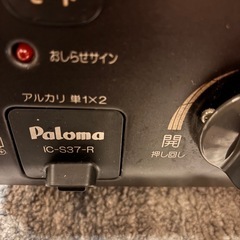 おしらせサイン
アルカリ 単1×2
Paloma
IC-S37-R
開
押し回し